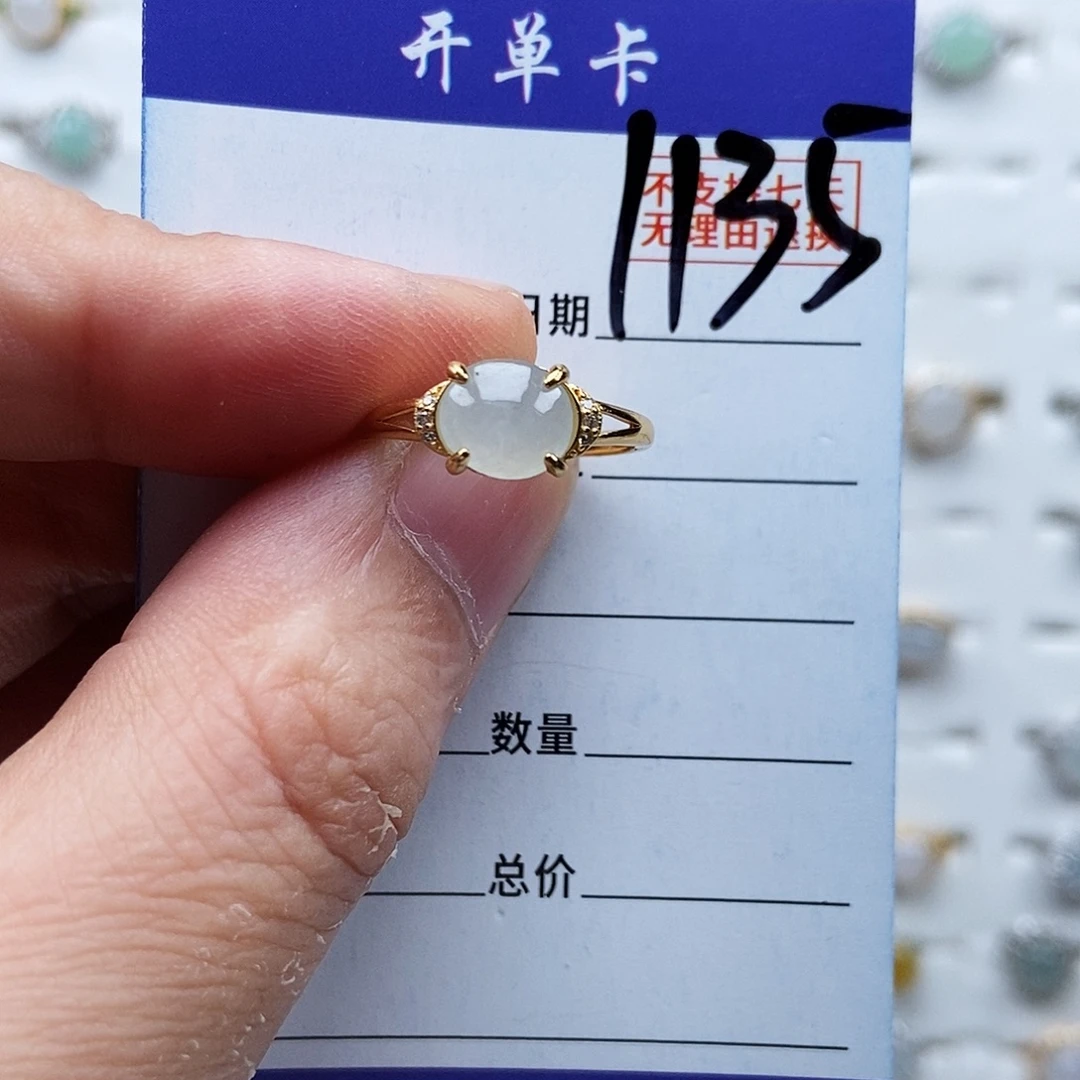 开单卡
1135
不支持七天
无理由退换
日期
数量
总价